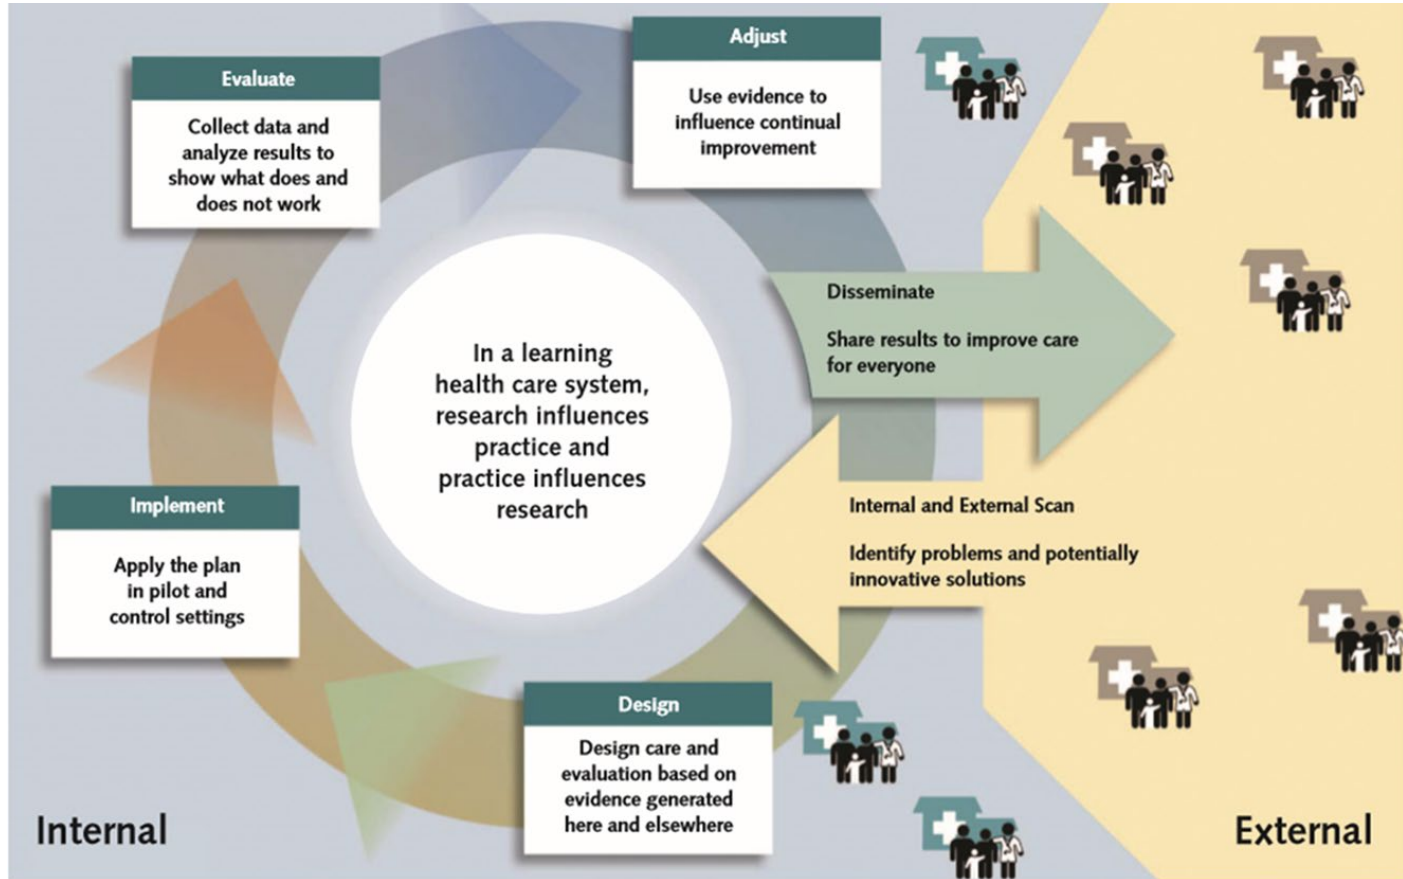 Adjust
Use evidence to
influence continual
improvement
Evaluate
Collect data and
analyze results to
show what does and
does not work
Disseminate
Share results to improve care
for everyone
In a learning
health care system,
research influences
practice and
practice influences
research
Internal and External Scan
Identify problems and potentially
innovative solutions
Implement
Apply the plan
in pilot and
control settings
Design
Design care and
evaluation based on
evidence generated
here and elsewhere
Internal
External